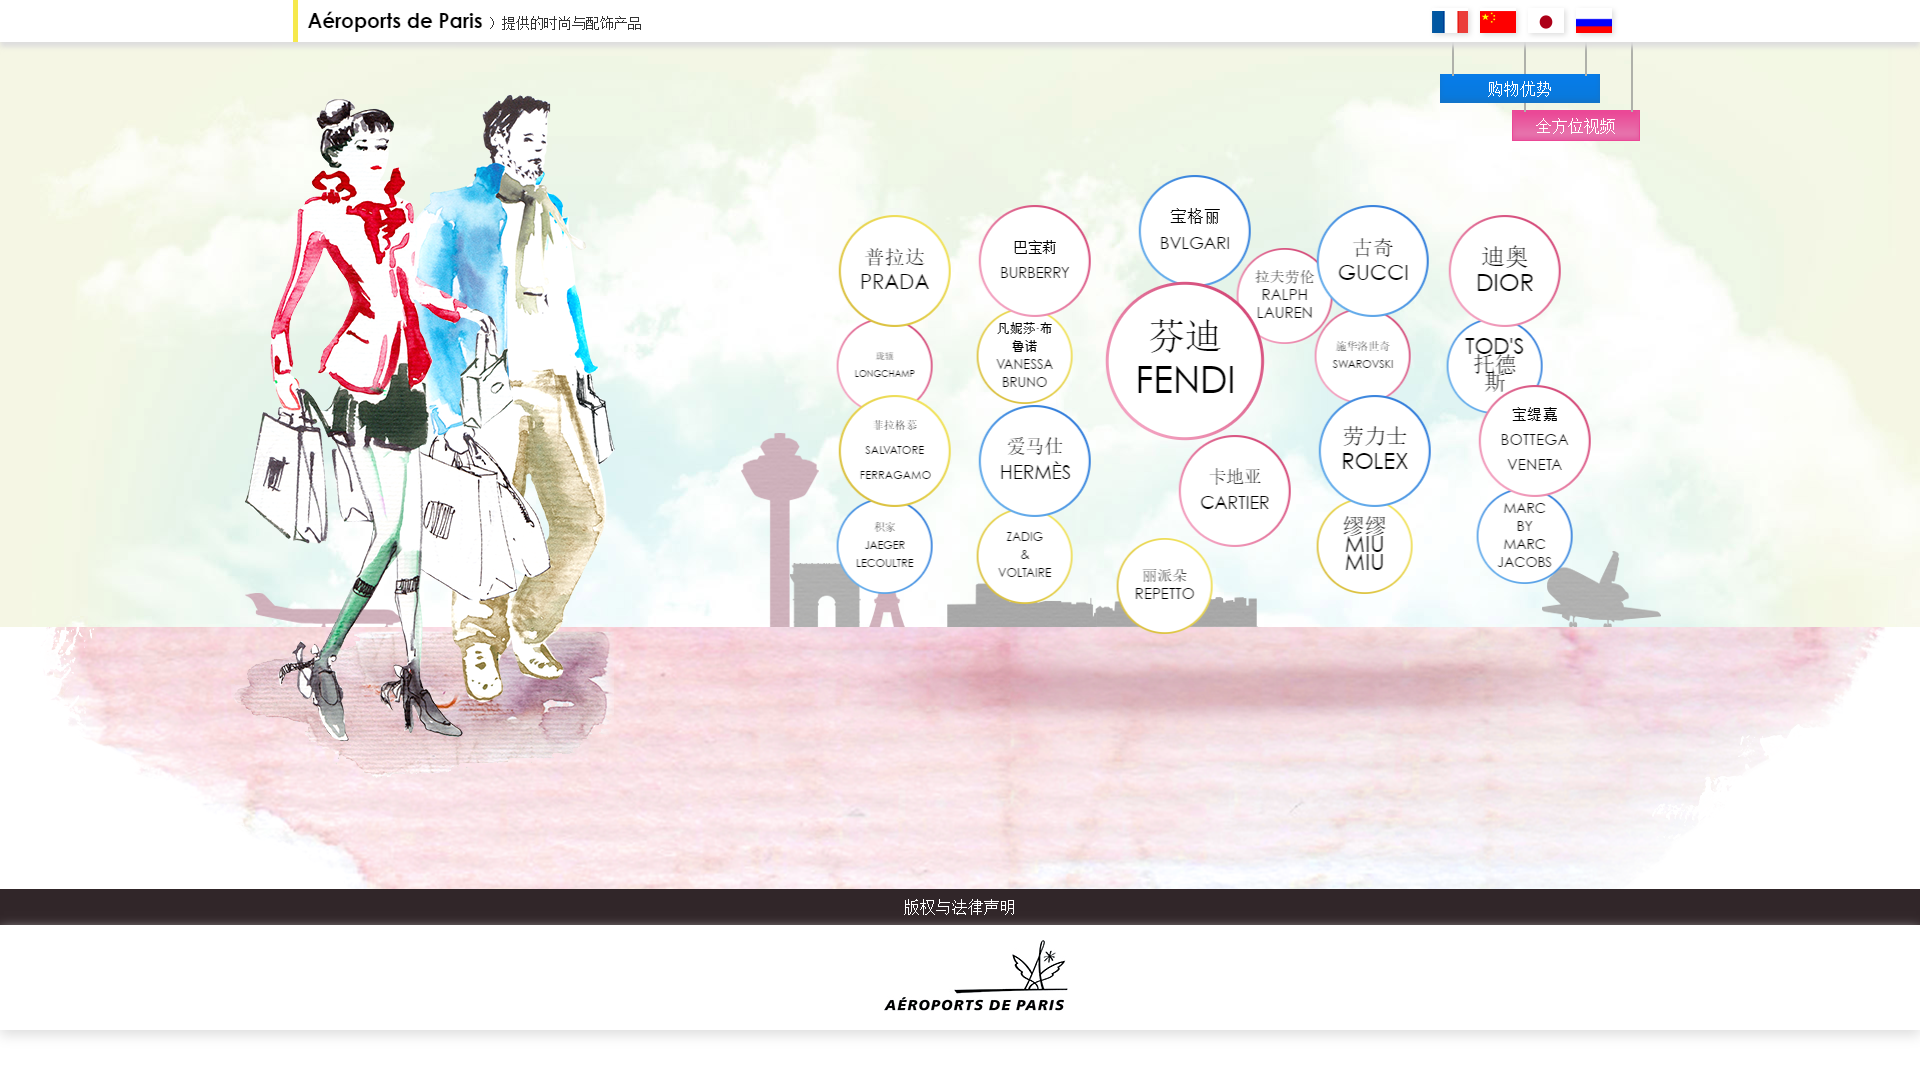 Aéroports de Paris 〉提供的时尚与配饰产品
购物优势
全方位视频
普拉达
PRADA
巴宝莉
BURBERRY
宝格丽
BVLGARI
拉夫劳伦
RALPH
LAUREN
古奇
GUCCI
迪奥
DIOR
珑骧
LONGCHAMP
凡妮莎·布
鲁诺
VANESSA
BRUNO
芬迪
FENDI
施华洛世奇
SWAROVSKI
TOD'S
托德
斯
菲拉格慕
SALVATORE
FERRAGAMO
爱马仕
HERMÈS
卡地亚
CARTIER
劳力士
ROLEX
宝缇嘉
BOTTEGA
VENETA
积家
JAEGER
LECOULTRE
ZADIG
&
VOLTAIRE
丽派朵
REPETTO
缪缪
MIU
MIU
MARC
BY
MARC
JACOBS
版权与法律声明
AÉROPORTS DE PARIS